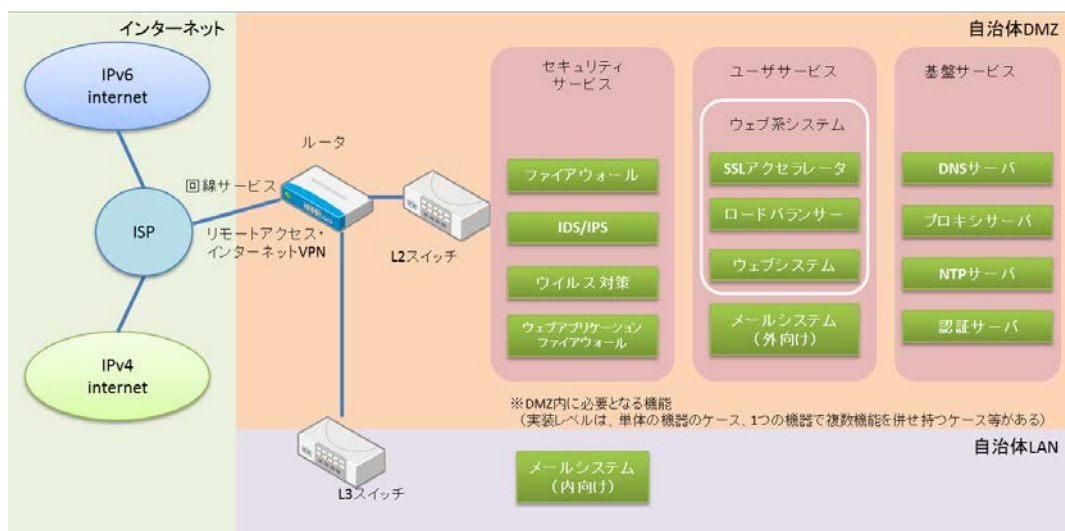 インターネット
自治体DMZ
IPv6
internet
ISP
IPv4
internet
回線サービス
リモートアクセス・
インターネットVPN
ルータ
L2スイッチ
L3スイッチ
セキュリティ
サービス
ファイアウォール
IDS/IPS
ウイルス対策
ウェブアプリケーション
ファイアウォール
ユーザサービス
ウェブ系システム
SSLアクセラレータ
ロードバランサー
ウェブシステム
メールシステム
(外向け)
基盤サービス
DNSサーバ
プロキシサーバ
NTPサーバ
認証サーバ
※DMZ内に必要となる機能
(実装レベルは、単体の機器のケース、1つの機器で複数機能を併せ持つケース等がある)
自治体LAN
メールシステム
(内向け)